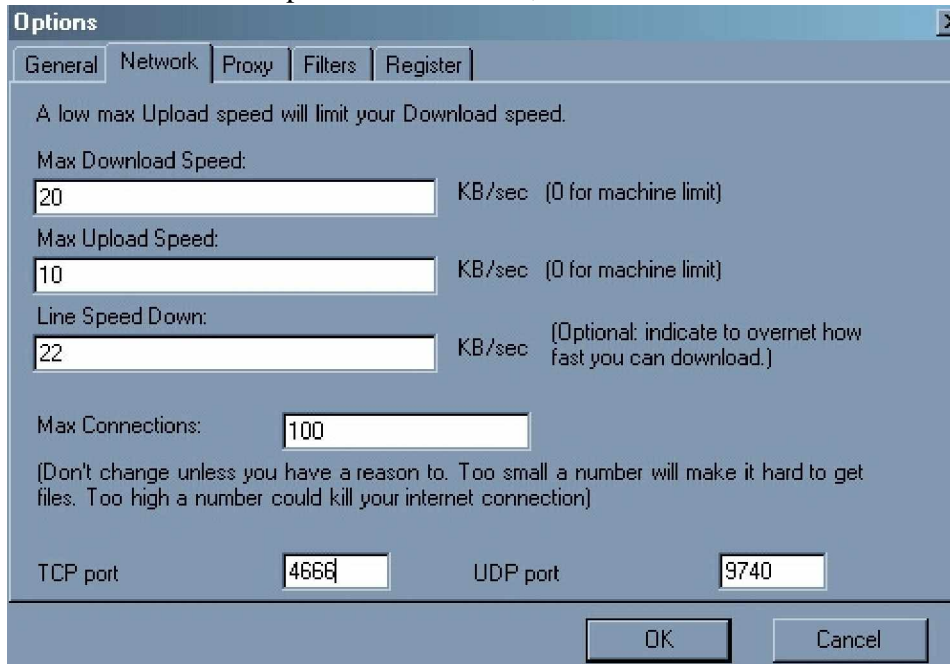 Options
General Network Proxy Filters Register
A low max Upload speed will limit your Download speed.
Max Download Speed:
20 KB/sec (0 for machine limit)
Max Upload Speed:
10 KB/sec (0 for machine limit)
Line Speed Down:
22 KB/sec (Optional: indicate to overnet how
fast you can download.)
Max Connections: 100
(Don't change unless you have a reason to. Too small a number will make it hard to get
files. Too high a number could kill your internet connection)
TCP port 4666 UDP port 9740
OK Cancel